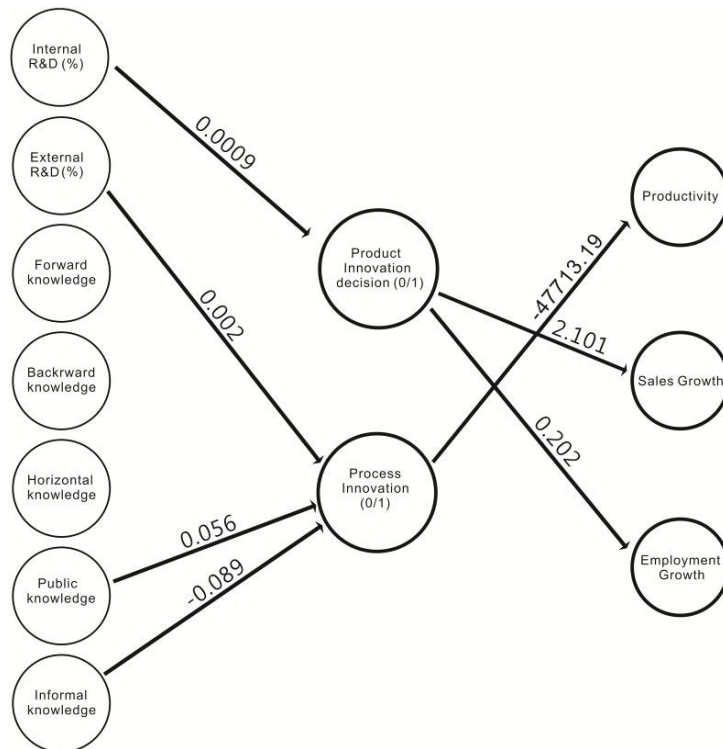 Internal
R&D (%)
External
R&D (%)
Forward
knowledge
Backrward
knowledge
Horizontal
knowledge
Public
knowledge
Informal
knowledge
0.0009
0.002
0.056
-0.089
Product
Innovation
decision (0/1)
Process
Innovation
(0/1)
-47713.19
2.101
0.202
Productivity
Sales Growth
Employment
Growth